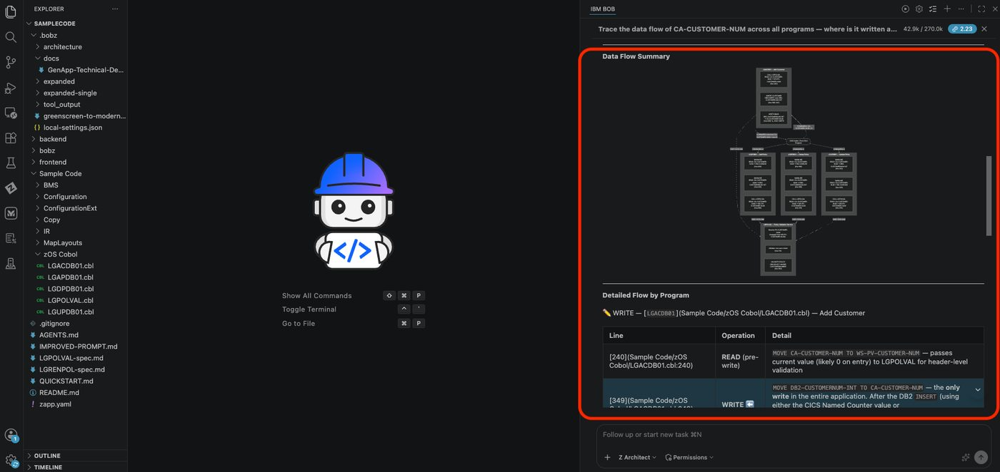 EXPLORER
SAMPLECODE
.bobz
architecture
docs
GenApp-Technical-De...
expanded
expanded-single
tool_output
greenscreen-to-modern...
{} local-settings.json
backend
bobz
frontend
Sample Code
BMS
Configuration
ConfigurationExt
Copy
IR
MapLayouts
zOS Cobol
CBL LGACDB01.cbl
CBL LGAPDB01.cbl
CBL LGDPDB01.cbl
CBL LGPOLVAL.cbl
CBL LGUPDB01.cbl
.gitignore
AGENTS.md
IMPROVED-PROMPT.md
LGPOLVAL-spec.md
LGRENPOL-spec.md
QUICKSTART.md
README.md
! zapp.yaml
1
OUTLINE
TIMELINE
</>
Show All Commands ⇧ ⌘ P
Toggle Terminal ^ `
Go to File ⌘ P
IBM BOB
Trace the data flow of CA-CUSTOMER-NUM across all programs — where is it written a... 42.9k / 270.0k 2.23
Data Flow Summary
Detailed Flow by Program
✏️ WRITE — [LGACDB01](Sample Code/zOS Cobol/LGACDB01.cbl) — Add Customer
Line Operation Detail
[240](Sample Code/zOS Cobol/LGACDB01.cbl:240) READ (pre-write) MOVE CA-CUSTOMER-NUM TO WS-PV-CUSTOMER-NUM — passes current value (likely 0 on entry) to LGPOLVAL for header-level validation
[349](Sample Code/zOS WRITE ⬅️ MOVE DB2-CUSTOMERNUM-INT TO CA-CUSTOMER-NUM — the only write in the entire application. After the DB2 INSERT (using either the CICS Named Counter value or
Follow up or start new task ⌘N
Z Architect
Permissions